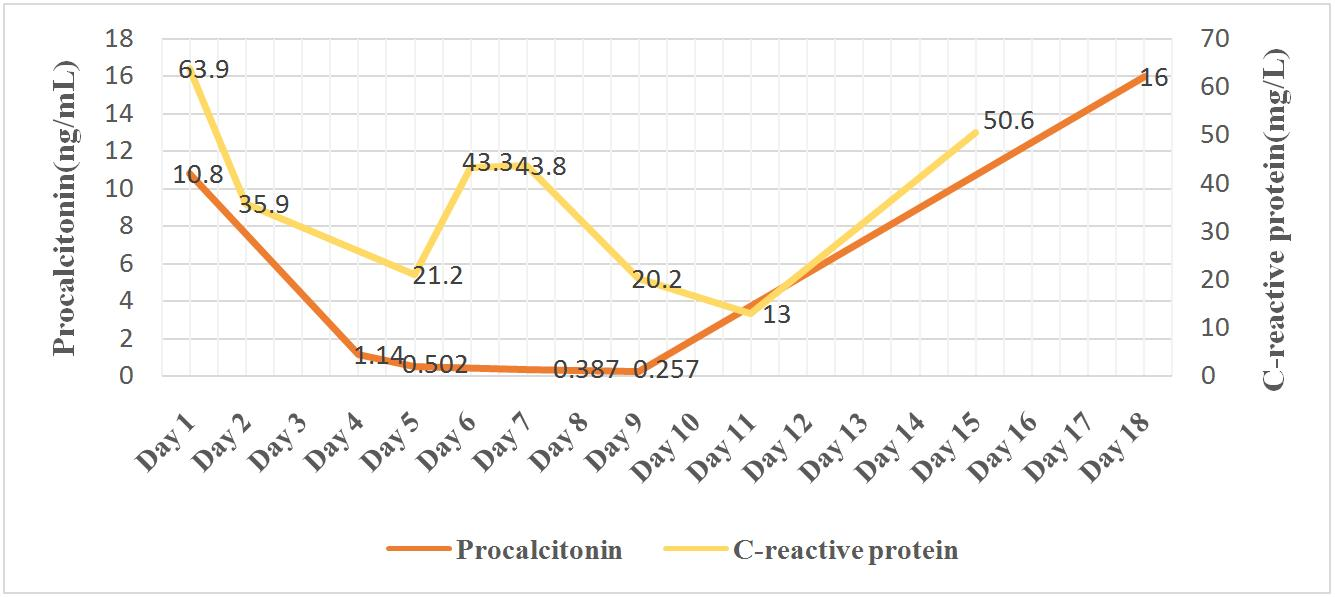 Procalcitonin(ng/mL)
18
16
14
12
10
8
6
4
2
0
70
60
50
40
30
20
10
0
C-reactive protein(mg/L)
63.9
10.8
35.9
1.14
21.2
0.502
43.3
43.8
0.387
20.2
0.257
13
50.6
16
Day 1
Day 2
Day 3
Day 4
Day 5
Day 6
Day 7
Day 8
Day 9
Day 10
Day 11
Day 12
Day 13
Day 14
Day 15
Day 16
Day 17
Day 18
Procalcitonin
C-reactive protein